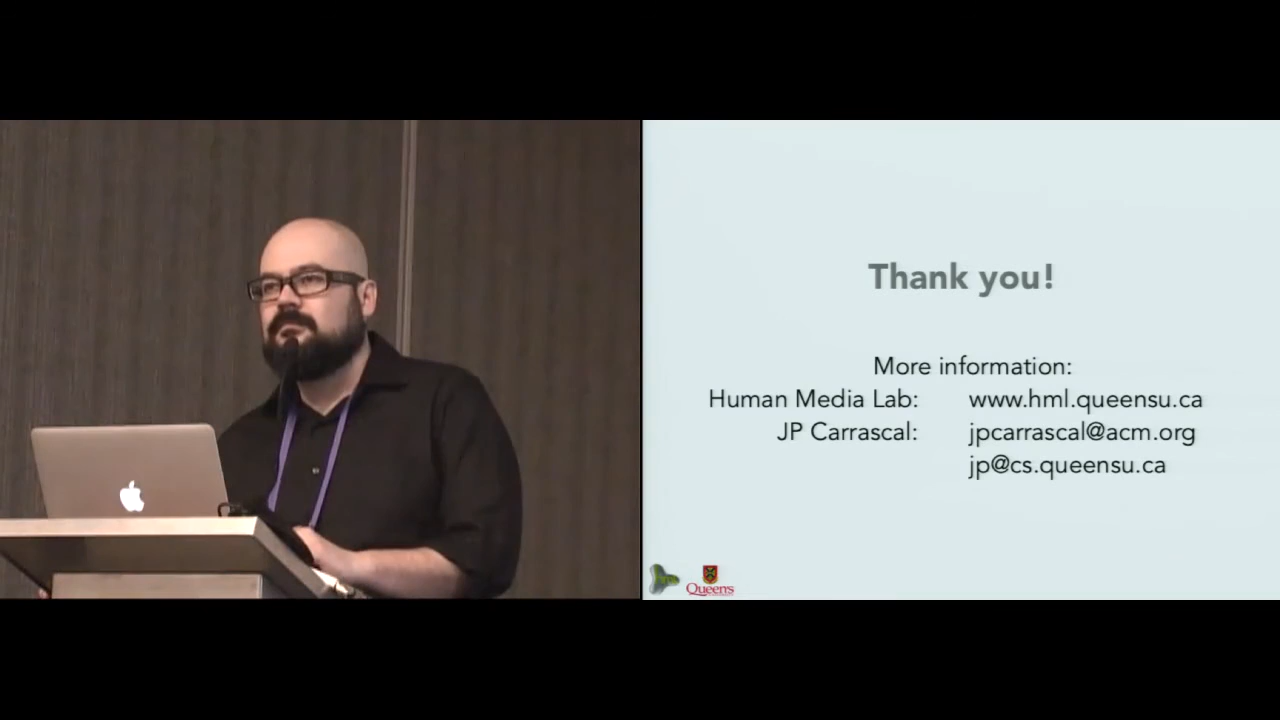 Thank you!
More information:
Human Media Lab: www.hml.queensu.ca
JP Carrascal: jpcarrascal@acm.org
jp@cs.queensu.ca
Queen's